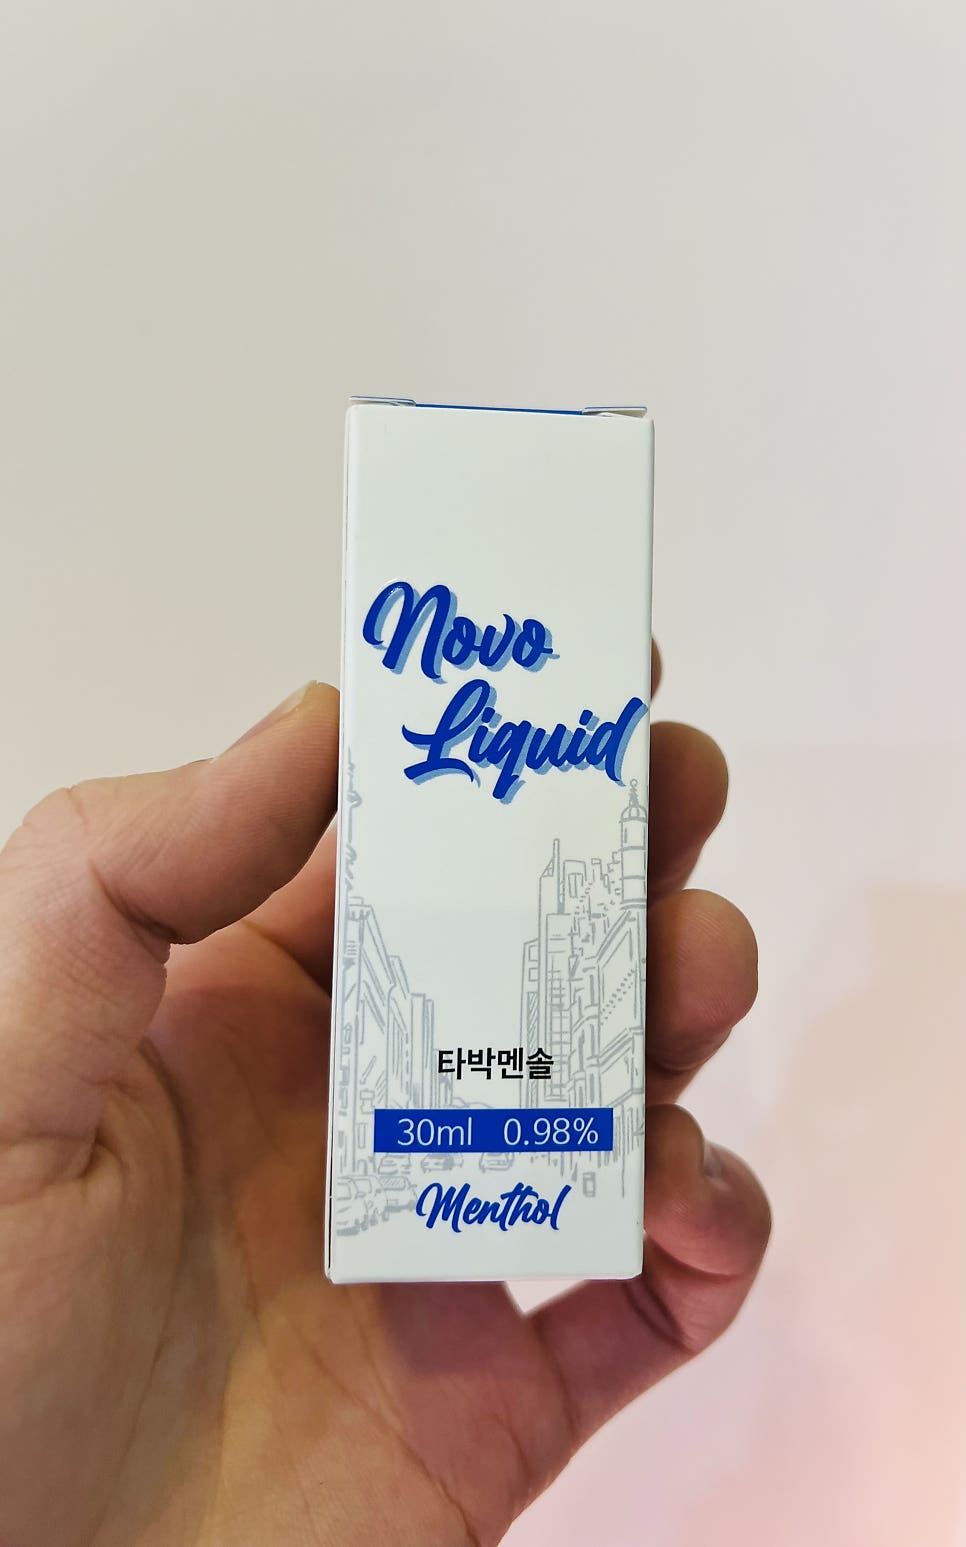 Novo
Liquid
타박멘솔
30ml 0.98%
Menthol